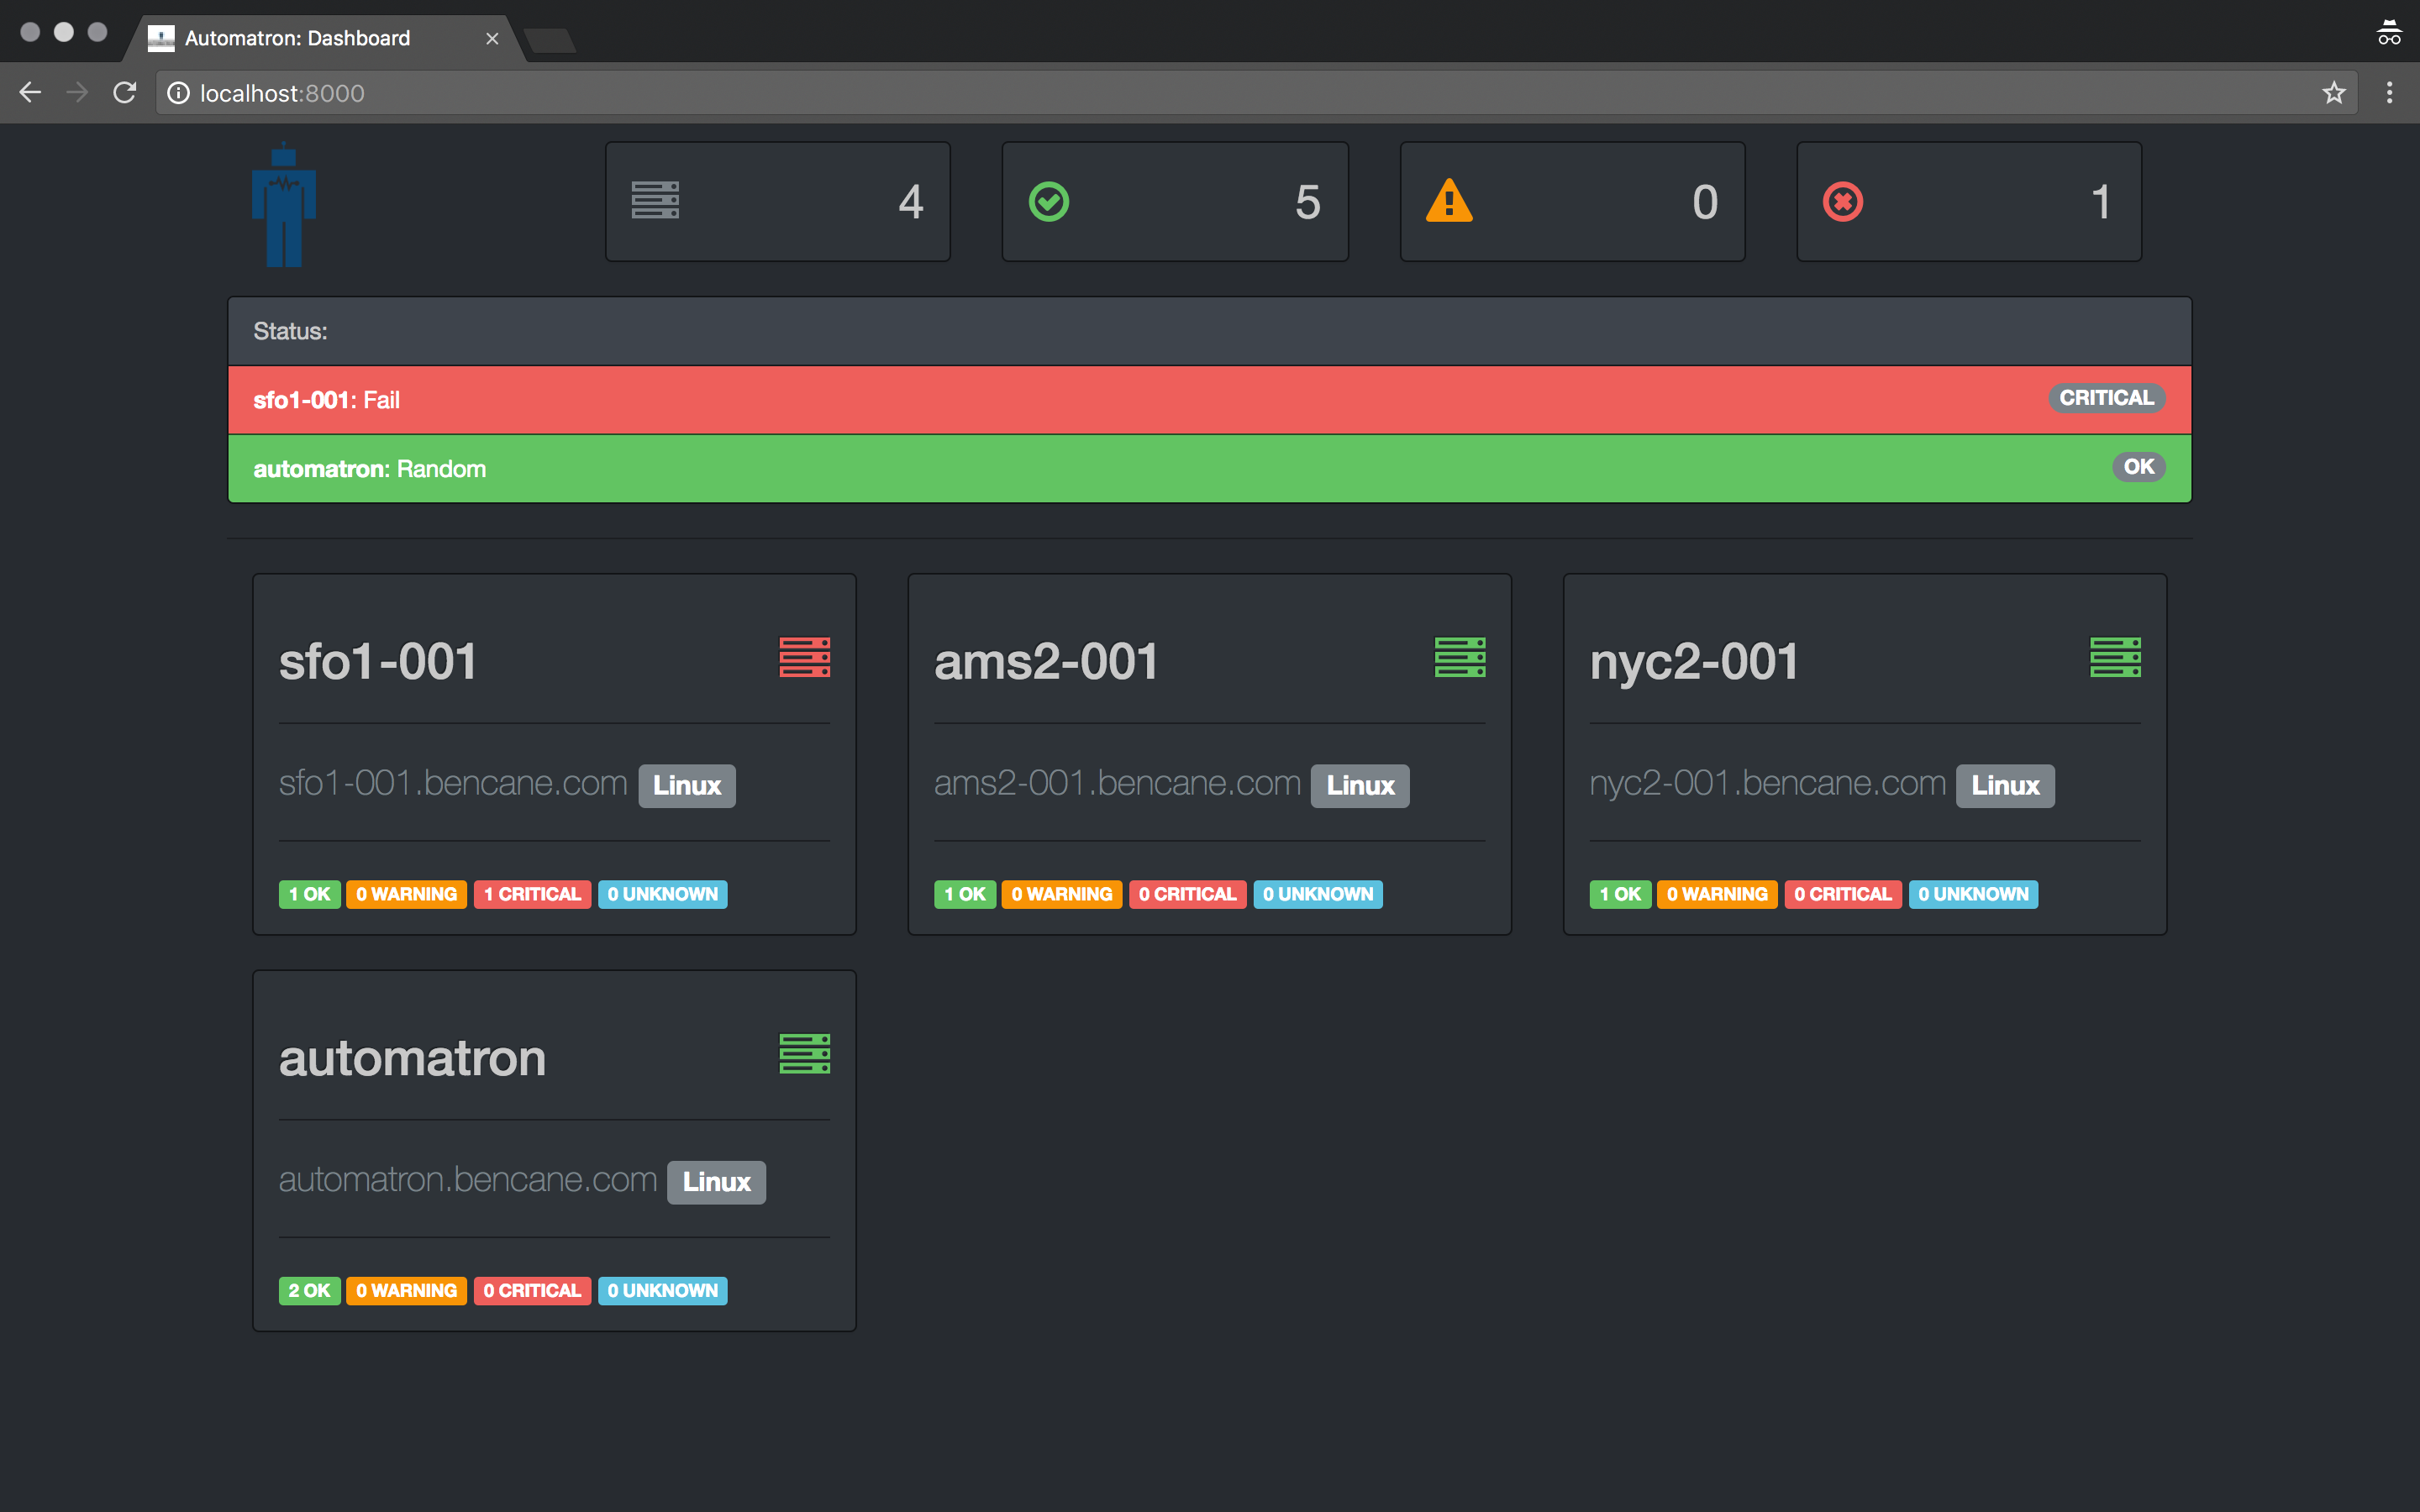 Automatron: Dashboard
localhost:8000
4
5
0
1
Status:
sfo1-001: Fail CRITICAL
automatron: Random OK
sfo1-001
sfo1-001.bencane.com Linux
1 OK 0 WARNING 1 CRITICAL 0 UNKNOWN
ams2-001
ams2-001.bencane.com Linux
1 OK 0 WARNING 0 CRITICAL 0 UNKNOWN
nyc2-001
nyc2-001.bencane.com Linux
1 OK 0 WARNING 0 CRITICAL 0 UNKNOWN
automatron
automatron.bencane.com Linux
2 OK 0 WARNING 0 CRITICAL 0 UNKNOWN